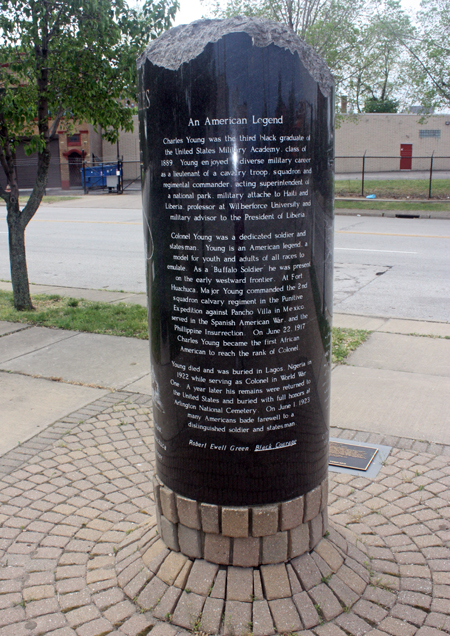 An American Legend
Charles Young was the third black graduate of
the United States Military Academy, class of
1889. Young enjoyed a diverse military career
as a lieutenant of a cavalry troop, squadron and
regimental commander, acting superintendent of
a national park, military attache to Haiti and
Liberia, professor at Wilberforce University and
military advisor to the President of Liberia.
Colonel Young was a dedicated soldier and
statesman. Young is an American legend, a
model for youth and adults of all races to
emulate. As a "Buffalo Soldier" he was present
on the early westward frontier. At Fort
Huachuca, Major Young commanded the 2nd
squadron calvary regiment in the Punitive
Expedition against Pancho Villa in Mexico,
served in the Spanish American War, and the
Philippine Insurrection. On June 22, 1917
Charles Young became the first African
American to reach the rank of Colonel.
Young died and was buried in Lagos, Nigeria in
1922 while serving as Colonel in World War
One. A year later his remains were returned to
the United States and buried with full honors at
Arlington National Cemetery. On June 1, 1923
many Americans bade farewell to a
distinguished soldier and statesman.
Robert Ewell Green Black Courage